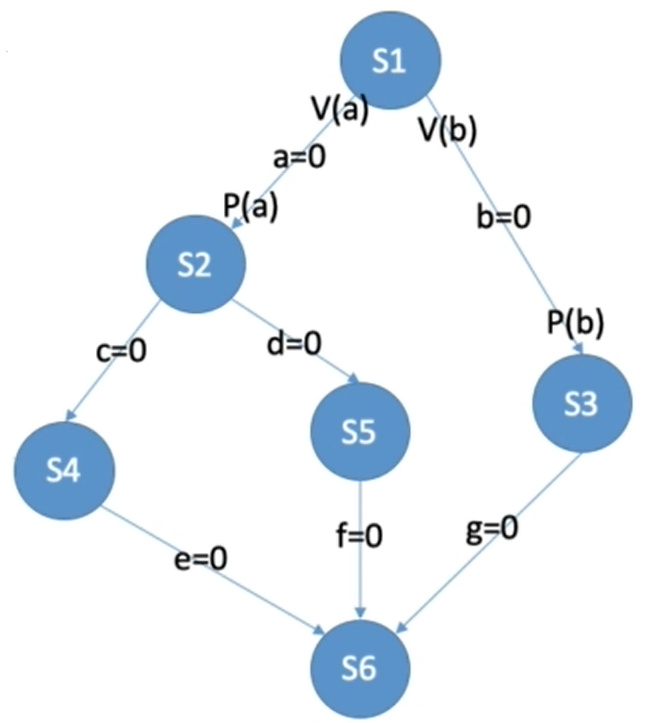 S1
V(a)
V(b)
a=0
P(a)
b=0
S2
P(b)
c=0
d=0
S3
S5
S4
f=0
g=0
e=0
S6